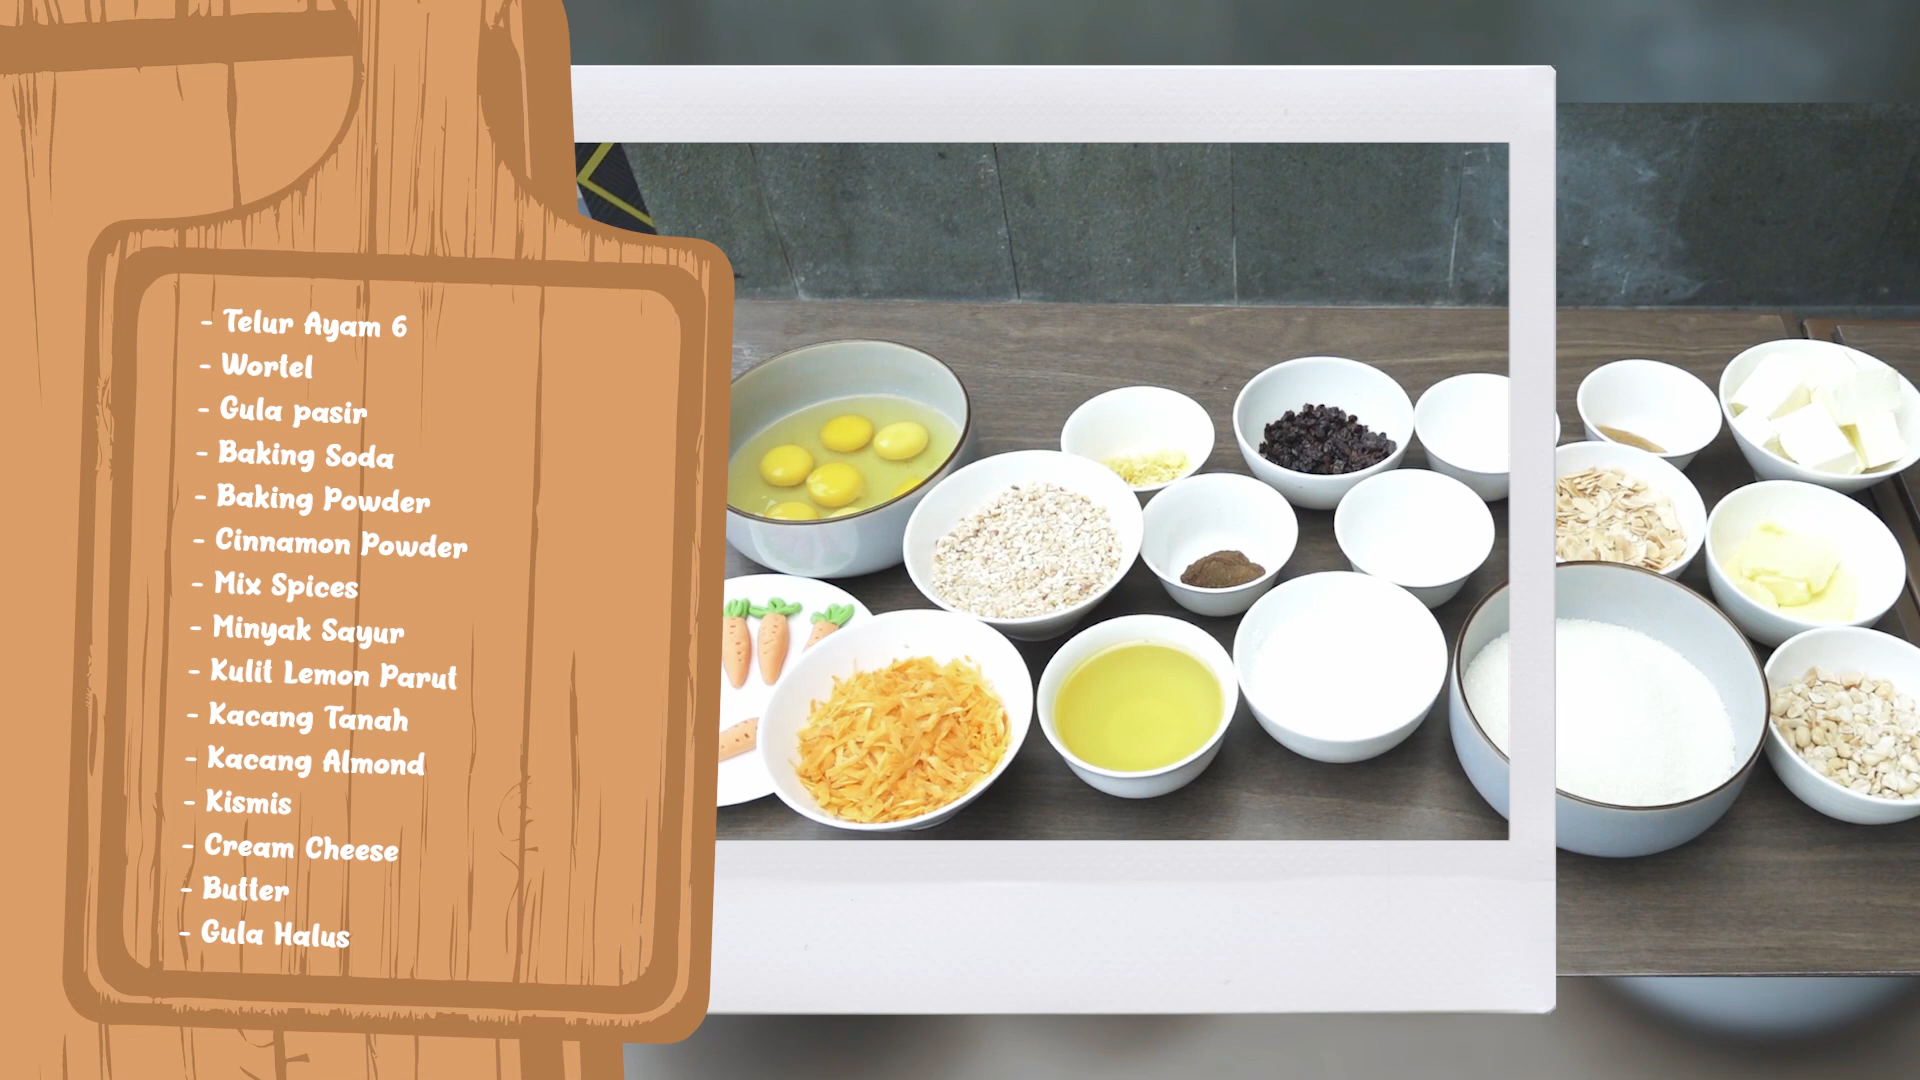 - Telur Ayam 6
- Wortel
- Gula pasir
- Baking Soda
- Baking Powder
- Cinnamon Powder
- Mix Spices
- Minyak Sayur
- Kulit Lemon Parut
- Kacang Tanah
- Kacang Almond
- Kismis
- Cream Cheese
- Butter
- Gula Halus